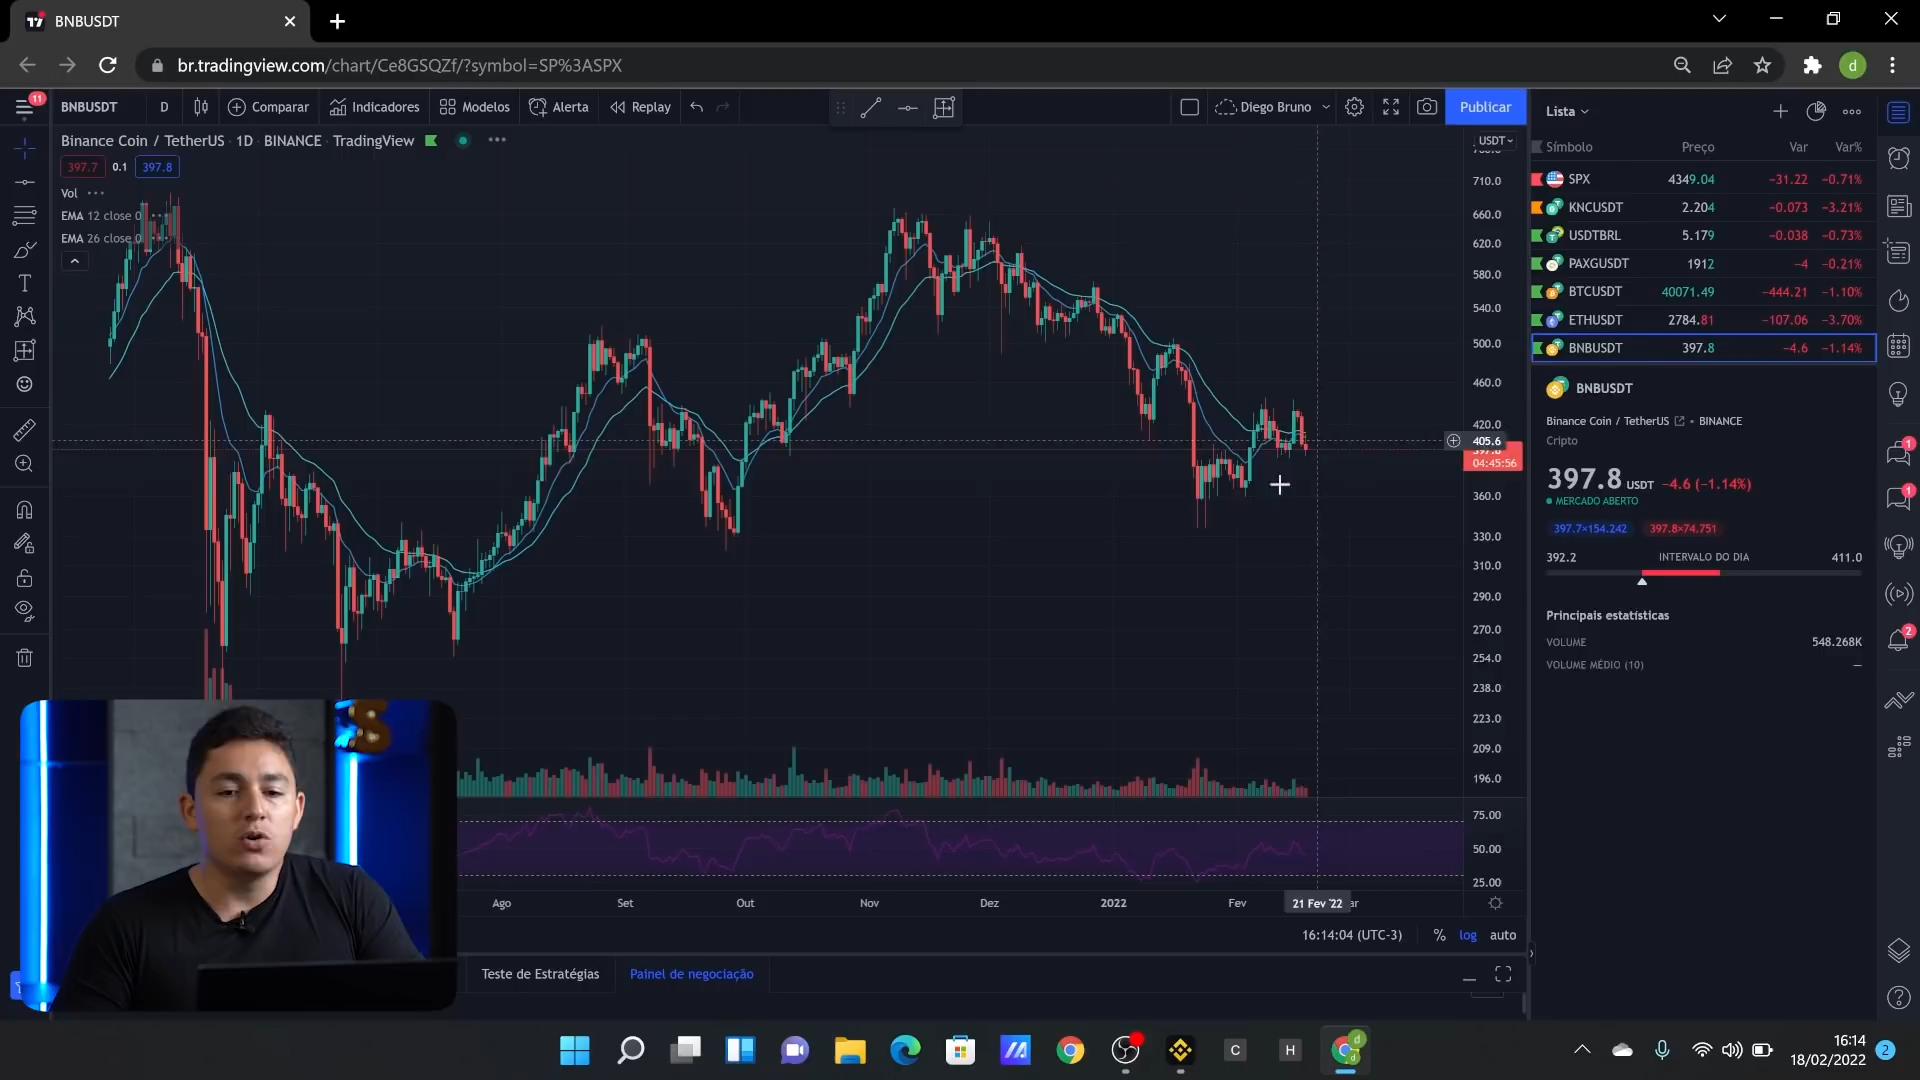 BNBUSDT
br.tradingview.com/chart/Ce8GSQZf/?symbol=SP%3ASPX
d
11
BNBUSDT
D
Comparar
Indicadores
Modelos
Alerta
Replay
Diego Bruno
Publicar
Binance Coin / TetherUS · 1D · BINANCE · TradingView
397.7
0.1
397.8
Vol
EMA 12 close 0
EMA 26 close 0
USDT
710.0
660.0
620.0
580.0
540.0
500.0
460.0
420.0
405.6
04:45:56
360.0
330.0
310.0
290.0
270.0
254.0
238.0
223.0
209.0
196.0
75.00
50.00
25.00
Ago
Set
Out
Nov
Dez
2022
Fev
21 Fev '22
16:14:04 (UTC-3)
%
log
auto
Teste de Estratégias
Painel de negociação
Lista
Símbolo Preço Var Var%
SPX 4349.04 −31.22 −0.71%
KNCUSDT 2.204 −0.073 −3.21%
USDTBRL 5.179 −0.038 −0.73%
PAXGUSDT 1912 −4 −0.21%
BTCUSDT 40071.49 −444.21 −1.10%
ETHUSDT 2784.81 −107.06 −3.70%
BNBUSDT 397.8 −4.6 −1.14%
BNBUSDT
Binance Coin / TetherUS • BINANCE
Cripto
397.8 USDT −4.6 (−1.14%)
MERCADO ABERTO
397.7×154.242 397.8×74.751
392.2 INTERVALO DO DIA 411.0
Principais estatísticas
VOLUME 548.268K
VOLUME MÉDIO (10) —
1
1
2
C
H
d
16:14
18/02/2022
2